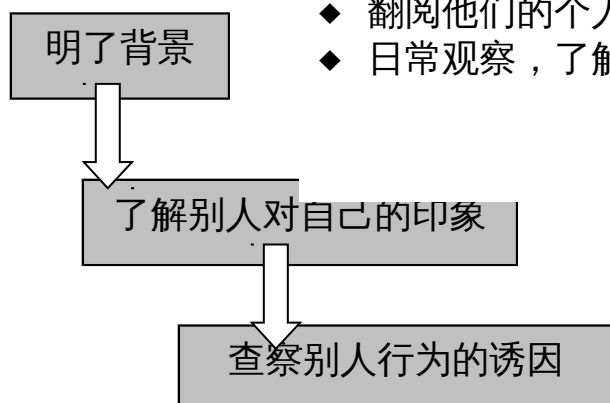 明了背景
◆ 翻阅他们的个
◆ 日常观察，了
了解别人对自己的印象
查察别人行为的诱因